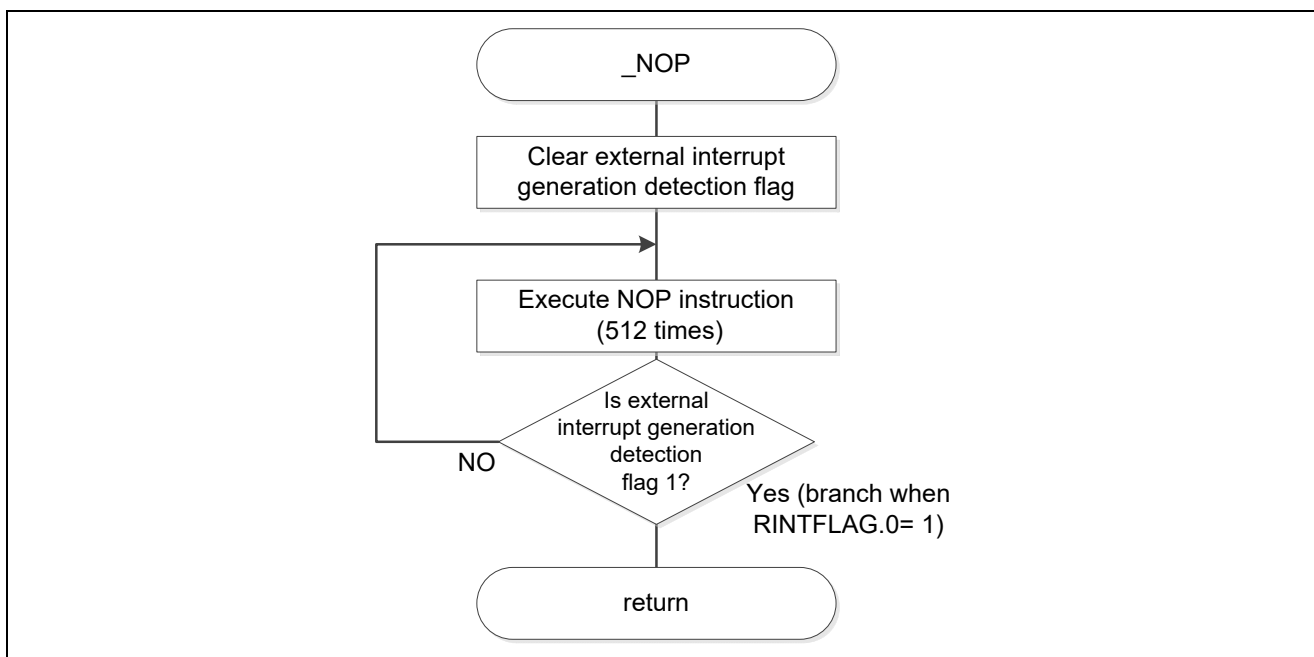 _NOP
Clear external interrupt
generation detection flag
Execute NOP instruction
(512 times)
Is external
interrupt generation
detection
flag 1?
NO
Yes (branch when
RINTFLAG.0= 1)
return